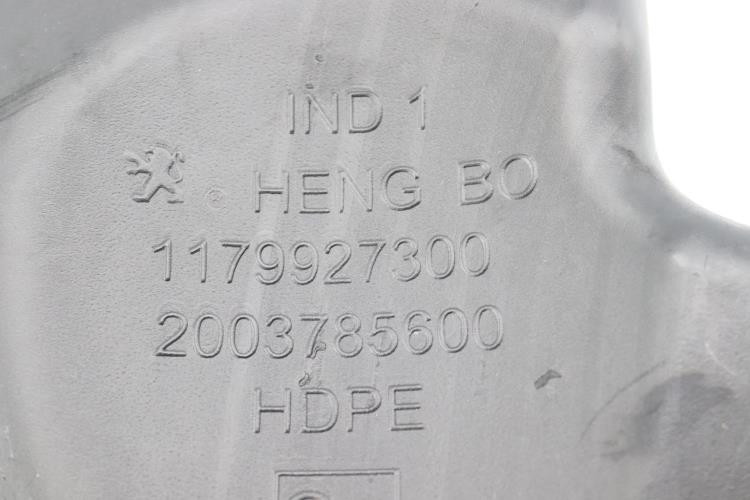 IND 1
HENG BO
1179927300
2003785600
HDPE